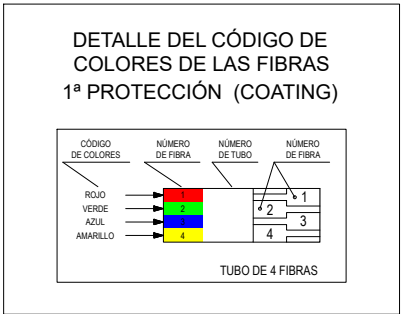 DETALLE DEL CÓDIGO DE
COLORES DE LAS FIBRAS
1ª PROTECCIÓN (COATING)
CÓDIGO
DE COLORES
NÚMERO
DE FIBRA
NÚMERO
DE TUBO
NÚMERO
DE FIBRA
ROJO
VERDE
AZUL
AMARILLO
1
2
3
4
1
2
3
4
TUBO DE 4 FIBRAS